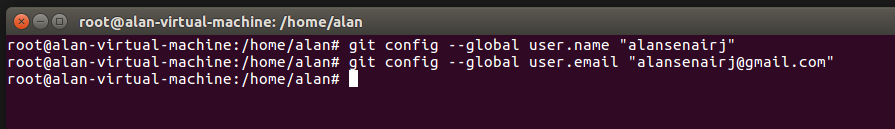 root@alan-virtual-machine: /home/alan
root@alan-virtual-machine:/home/alan# git config --global user.name "alansenairj"
root@alan-virtual-machine:/home/alan# git config --global user.email "alansenairj@gmail.com"
root@alan-virtual-machine:/home/alan#